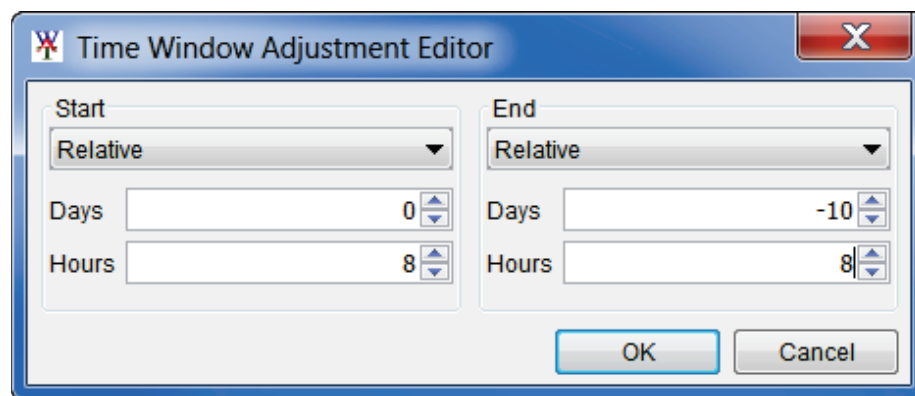 Time Window Adjustment Editor
Start
End
Relative
Relative
Days 0
Days -10
Hours 8
Hours 8
OK
Cancel